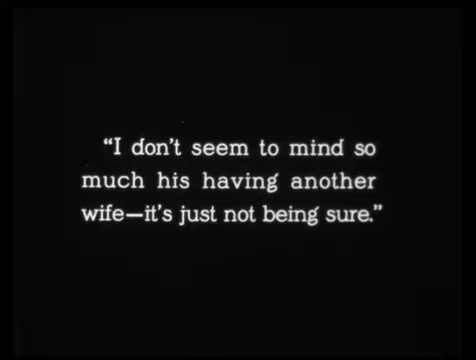 “I don't seem to mind so
much his having another
wife—it's just not being sure.”